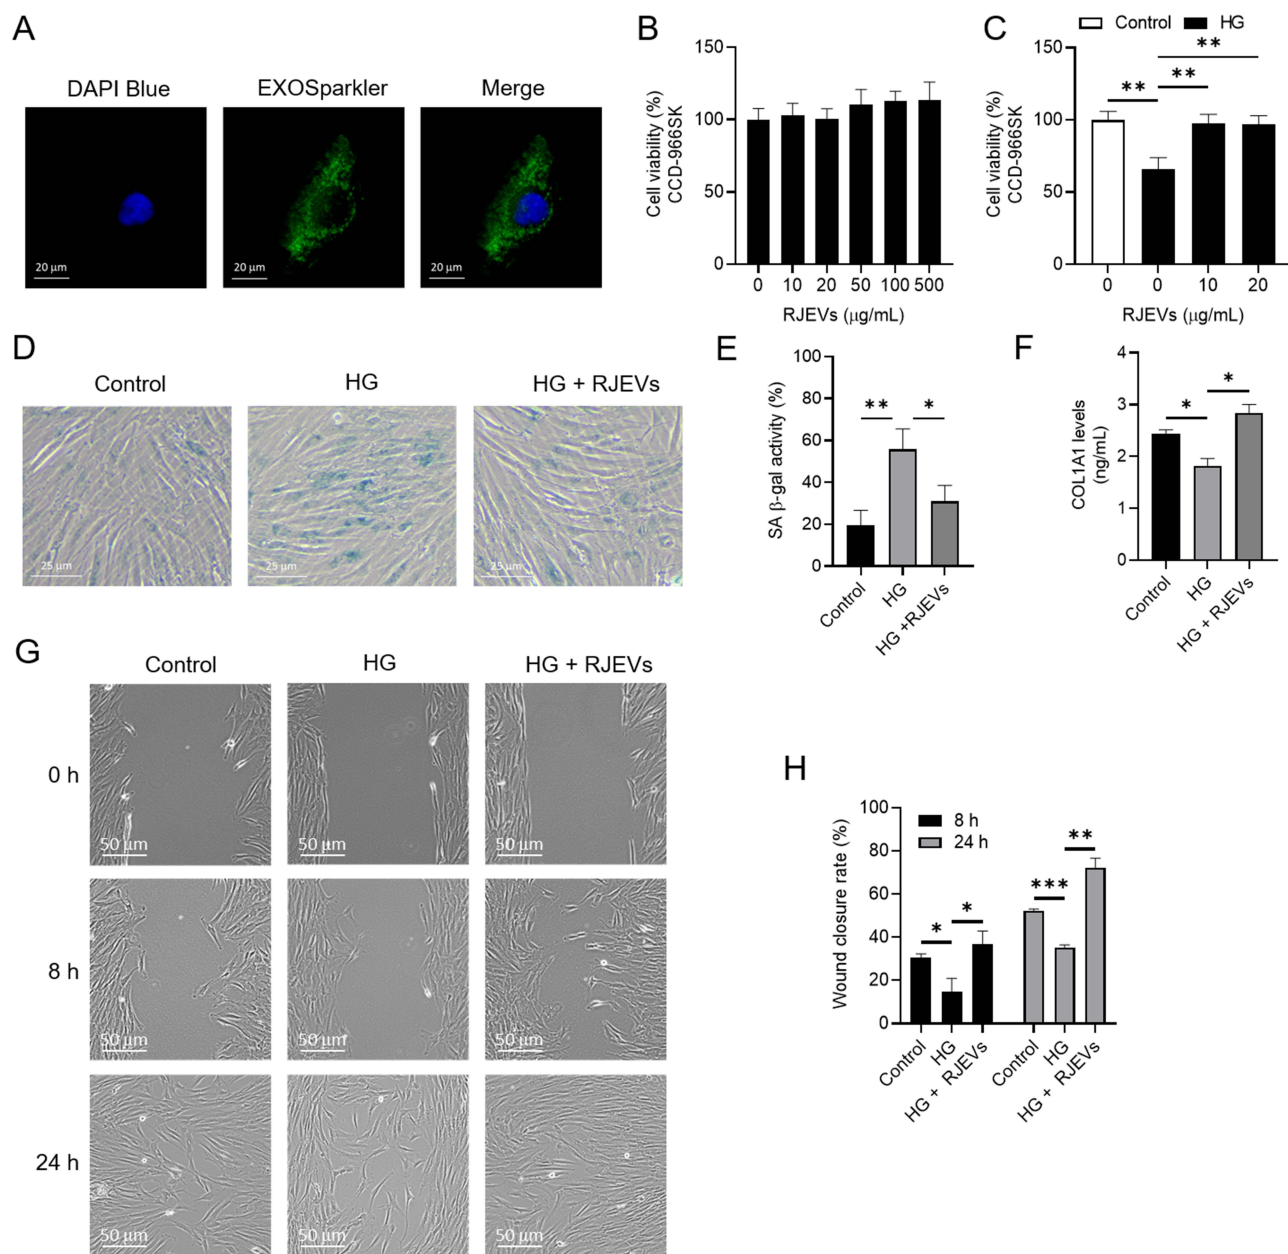 A
DAPI Blue
EXOSparkler
Merge
20 µm
20 µm
20 µm
B
Cell viability (%)
CCD-966SK
150
100
50
0
0 10 20 50 100 500
RJEVs (µg/mL)
C
Control HG
Cell viability (%)
CCD-966SK
150
100
50
0
** ** **
0 0 10 20
RJEVs (µg/mL)
D
Control
HG
HG + RJEVs
25 µm
25 µm
25 µm
E
SA β-gal activity (%)
100
80
60
40
20
0
** *
Control
HG
HG +RJEVs
F
COL1A1 levels
(ng/mL)
4
3
2
1
0
* *
Control
HG
HG + RJEVs
G
Control
HG
HG + RJEVs
0 h
50 µm
50 µm
50 µm
8 h
50 µm
50 µm
50 µm
24 h
50 µm
50 µm
50 µm
H
Wound closure rate (%)
100
80
60
40
20
0
8 h
24 h
* * *** **
Control
HG
HG + RJEVs
Control
HG
HG + RJEVs